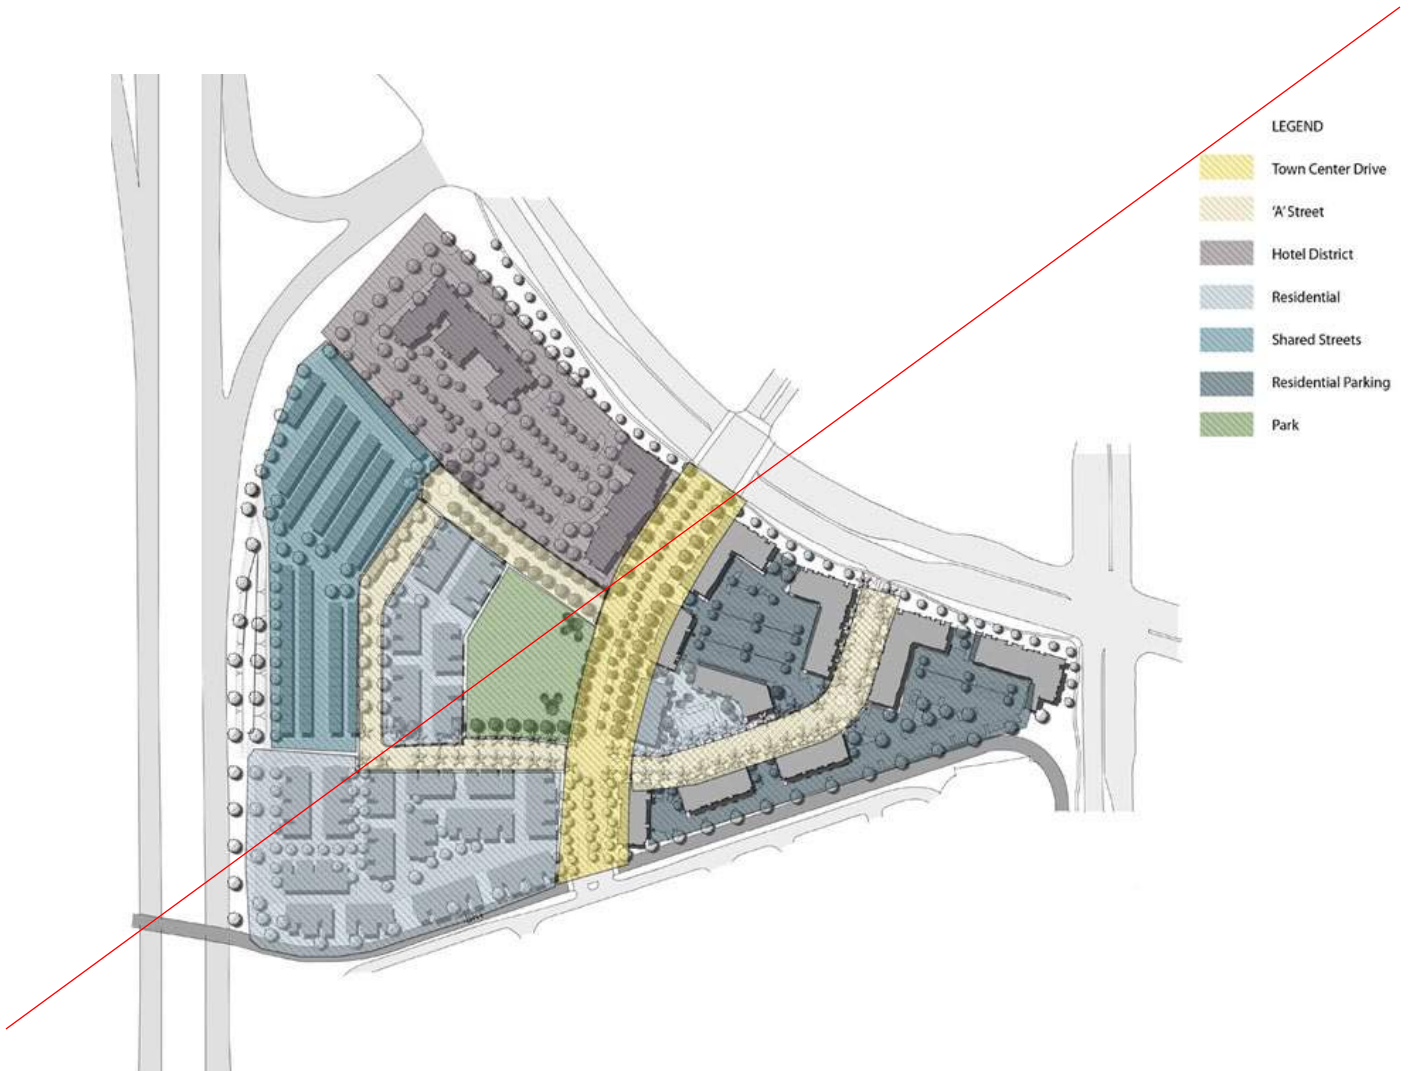 LEGEND
Town Center Drive
'A' Street
Hotel District
Residential
Shared Streets
Residential Parking
Park